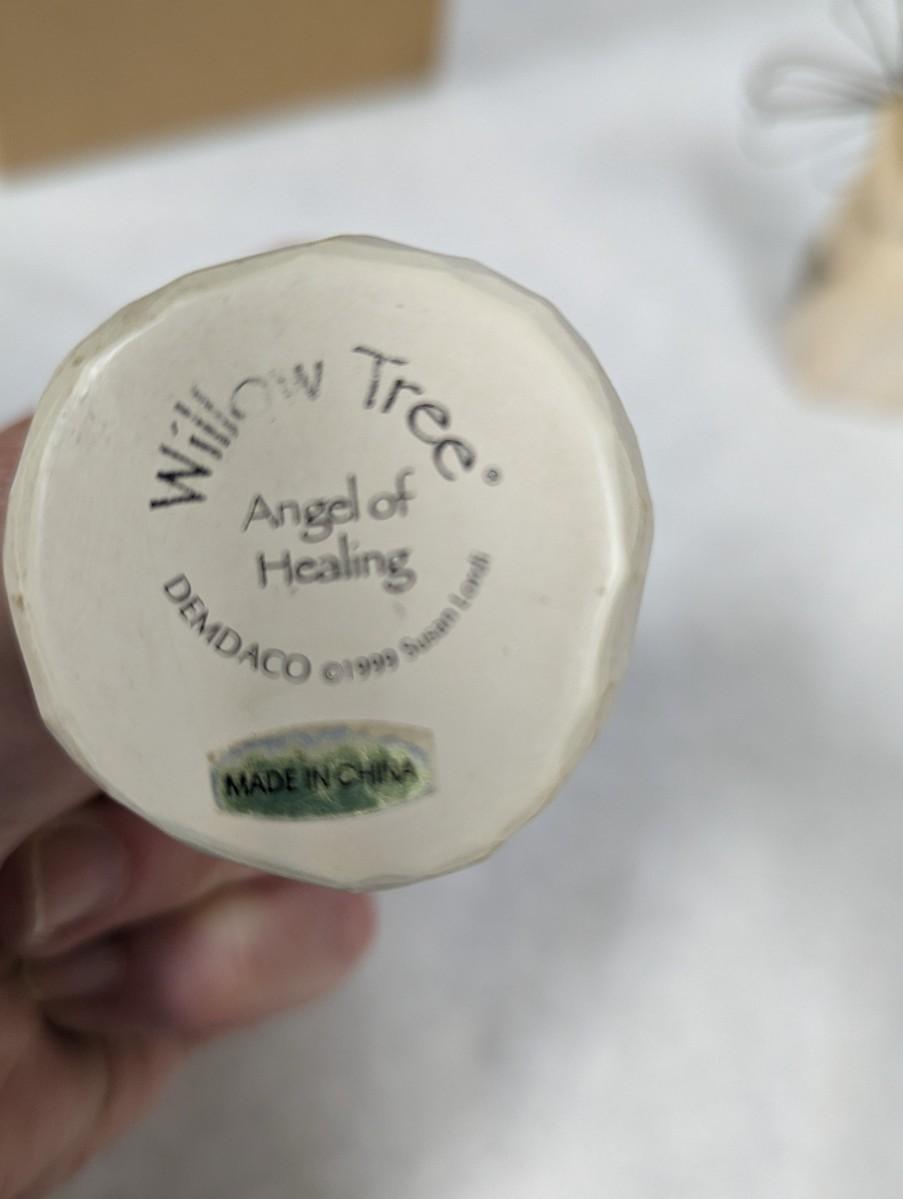 Willow Tree®
Angel of
Healing
DEMDACO ©1999 Susan Lordi
MADE IN CHINA